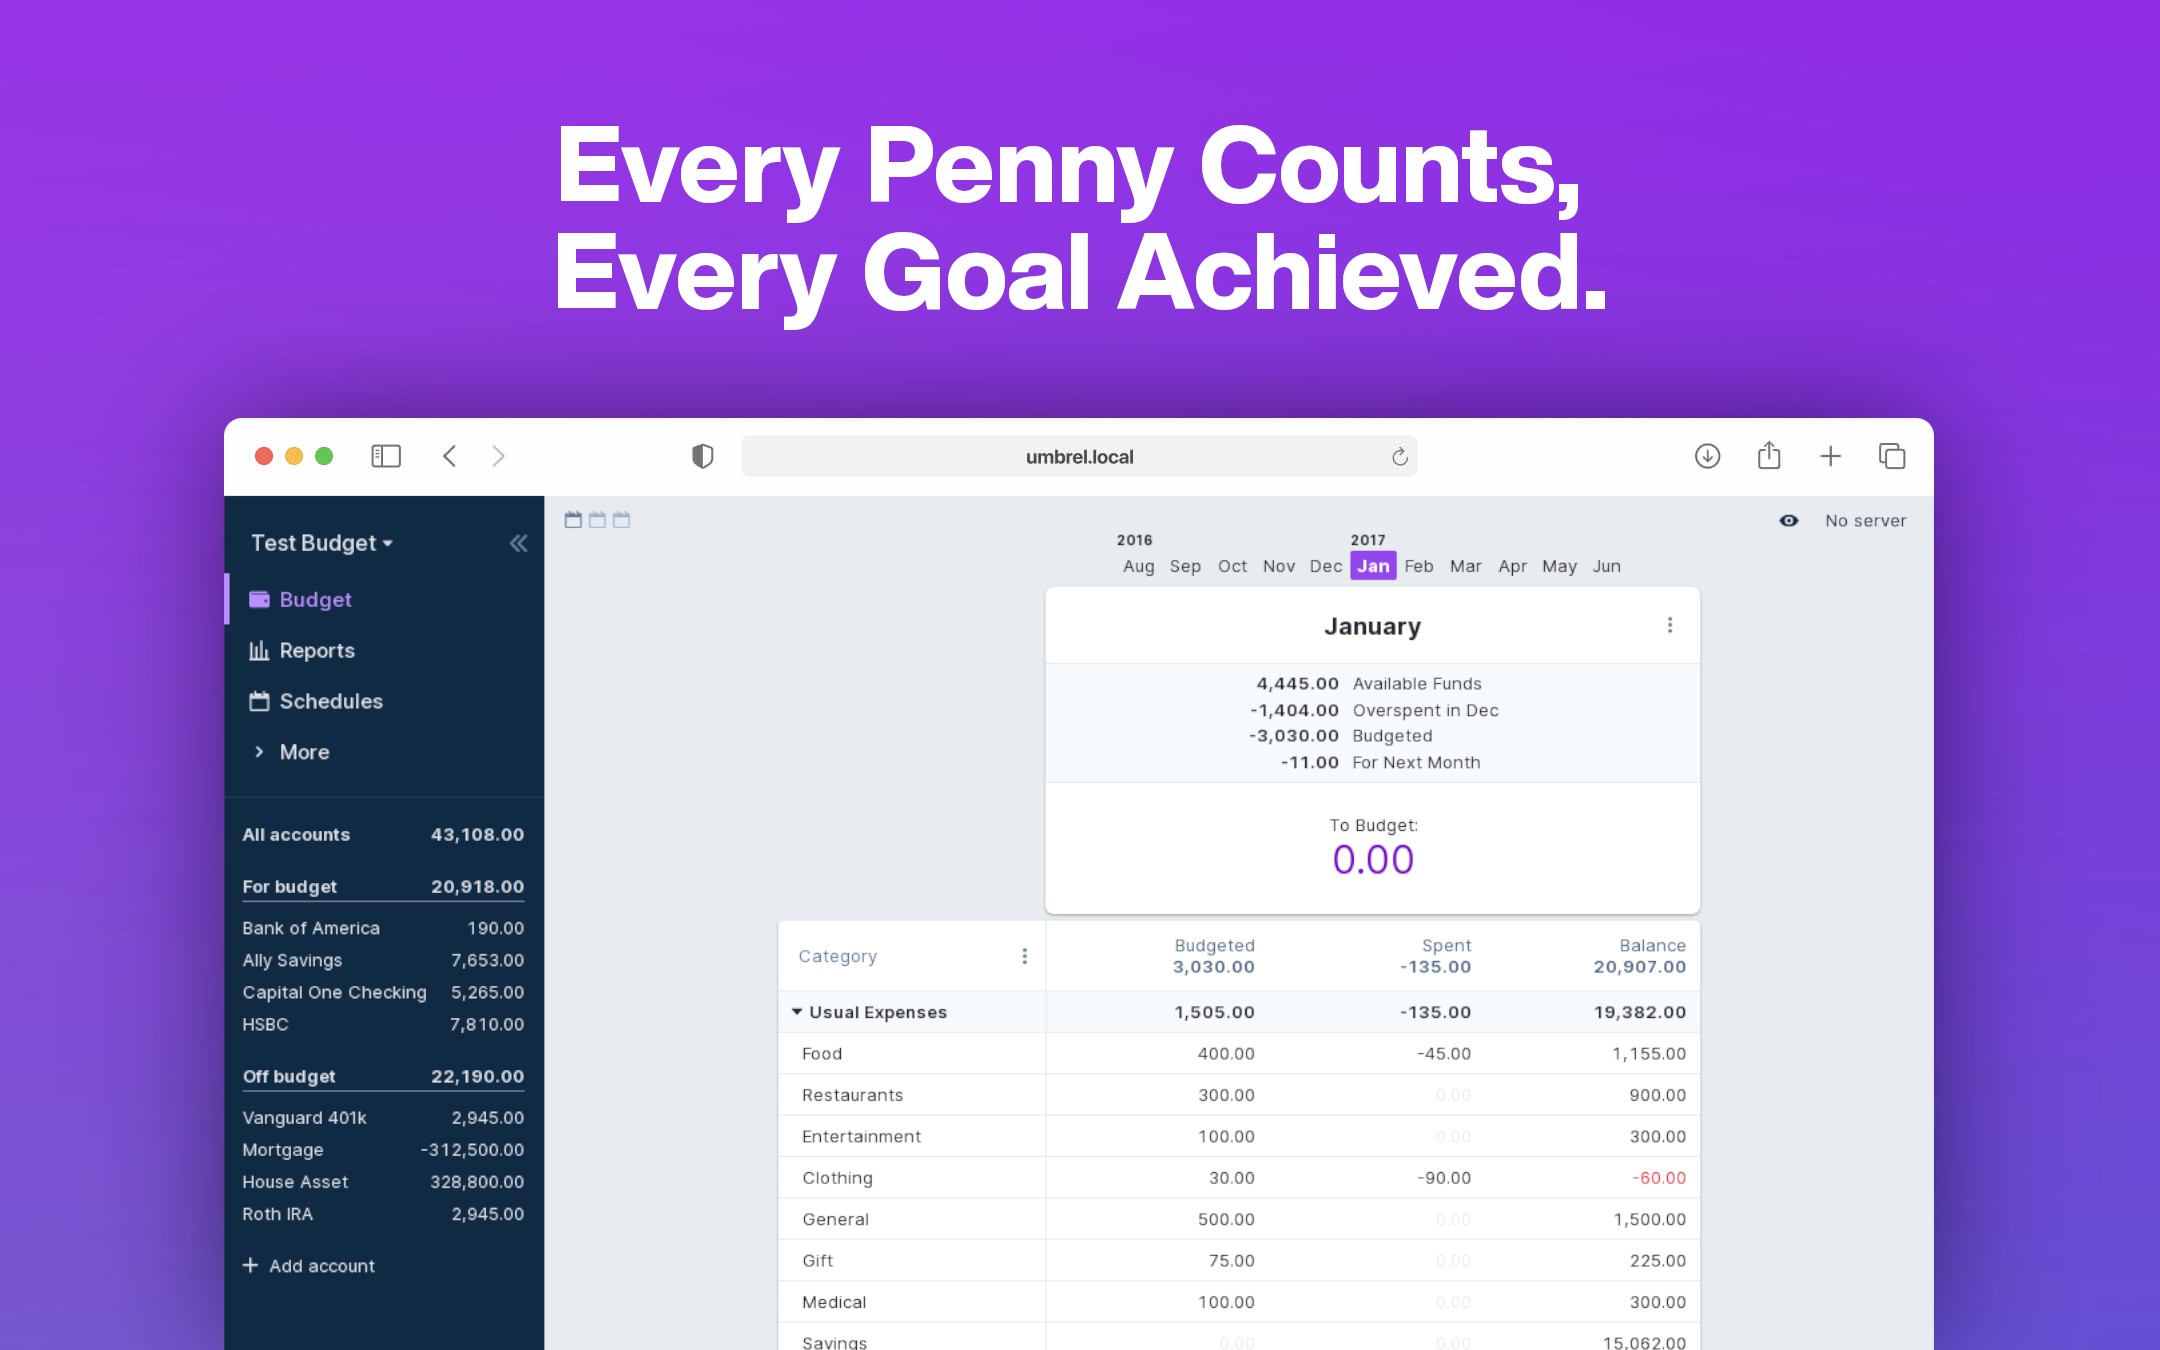 Every Penny Counts,
Every Goal Achieved.
umbrel.local
Test Budget
Budget
Reports
Schedules
More
All accounts 43,108.00
For budget 20,918.00
Bank of America 190.00
Ally Savings 7,653.00
Capital One Checking 5,265.00
HSBC 7,810.00
Off budget 22,190.00
Vanguard 401k 2,945.00
Mortgage -312,500.00
House Asset 328,800.00
Roth IRA 2,945.00
+ Add account
No server
2016 2017
Aug Sep Oct Nov Dec Jan Feb Mar Apr May Jun
January
4,445.00 Available Funds
-1,404.00 Overspent in Dec
-3,030.00 Budgeted
-11.00 For Next Month
To Budget:
0.00
Category
Budgeted Spent Balance
3,030.00 -135.00 20,907.00
Usual Expenses 1,505.00 -135.00 19,382.00
Food 400.00 -45.00 1,155.00
Restaurants 300.00 0.00 900.00
Entertainment 100.00 0.00 300.00
Clothing 30.00 -90.00 -60.00
General 500.00 0.00 1,500.00
Gift 75.00 0.00 225.00
Medical 100.00 0.00 300.00
Savings 0.00 0.00 15,062.00